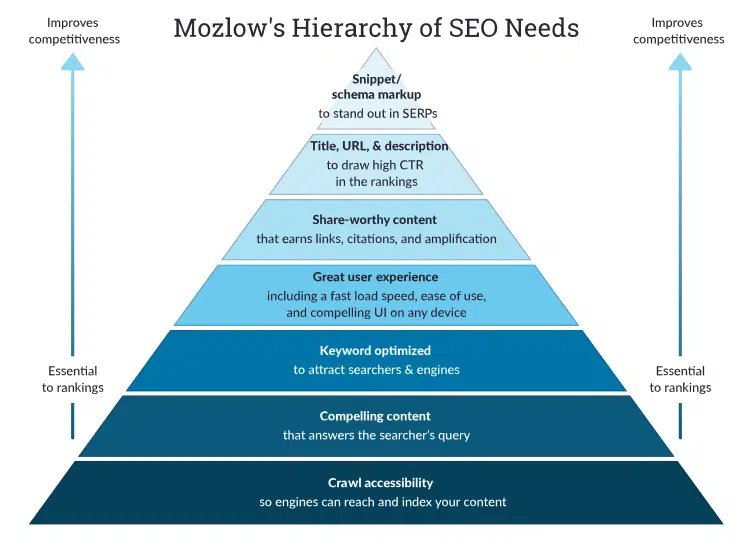 Improves
competitiveness
Mozlow's Hierarchy of SEO Needs
Improves
competitiveness
Snippet/
schema markup
to stand out in SERPs
Title, URL, & description
to draw high CTR
in the rankings
Share-worthy content
that earns links, citations, and amplification
Great user experience
including a fast load speed, ease of use,
and compelling UI on any device
Keyword optimized
to attract searchers & engines
Essential
to rankings
Essential
to rankings
Compelling content
that answers the searcher's query
Crawl accessibility
so engines can reach and index your content